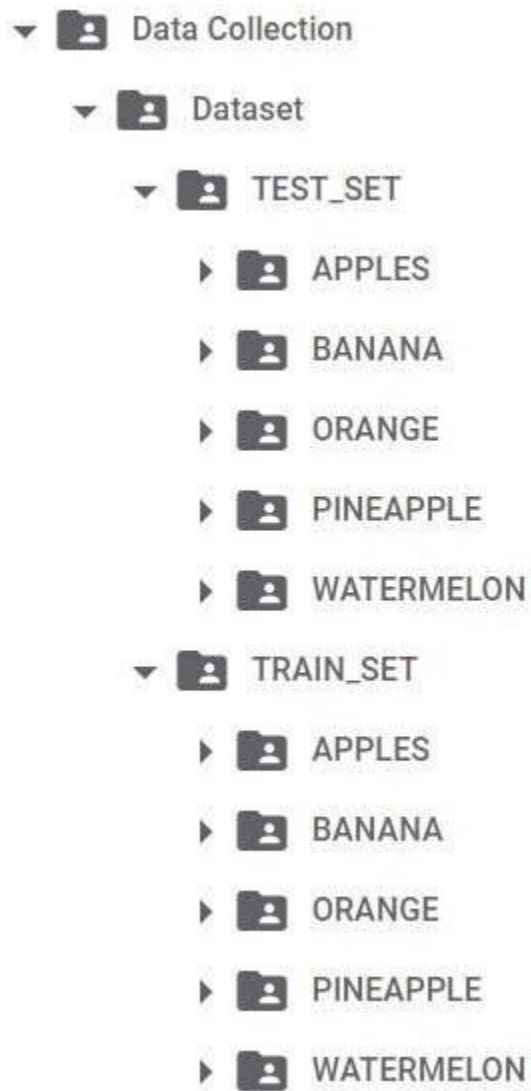 Data Collection
Dataset
TEST_SET
APPLES
BANANA
ORANGE
PINEAPPLE
WATERMELON
TRAIN_SET
APPLES
BANANA
ORANGE
PINEAPPLE
WATERMELON